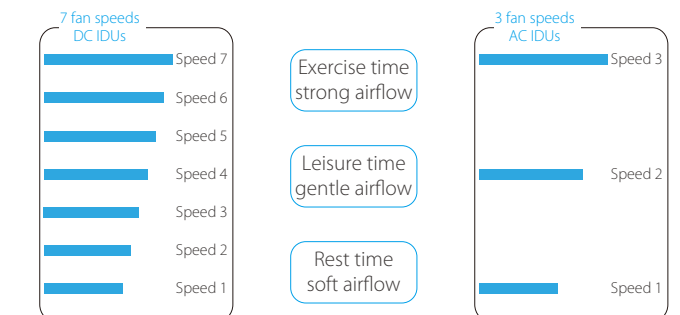 7 fan speeds
DC IDUs
Speed 7
Speed 6
Speed 5
Speed 4
Speed 3
Speed 2
Speed 1
Exercise time
strong airflow
Leisure time
gentle airflow
Rest time
soft airflow
3 fan speeds
AC IDUs
Speed 3
Speed 2
Speed 1